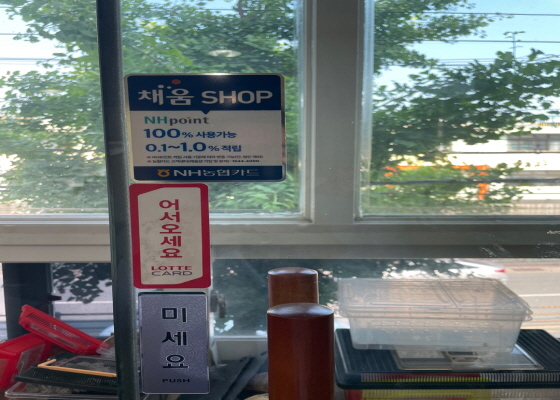 채움 SHOP
NHpoint
100% 사용가능
0.1~1.0% 적립
NH농협카드
어서오세요
LOTTE
CARD
미세요
PUSH